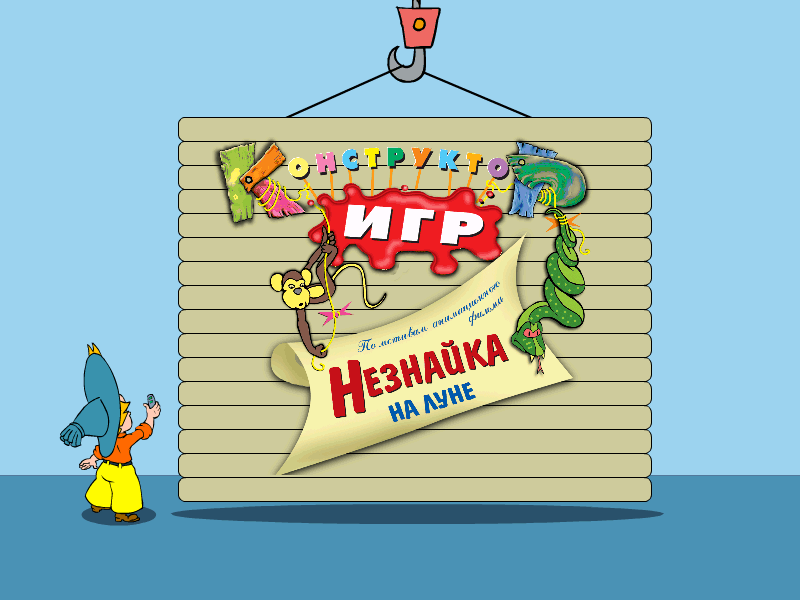 КОНСТРУКТОР
ИГР
По мотивам анимационного
фильма
НЕЗНАЙКА
НА ЛУНЕ